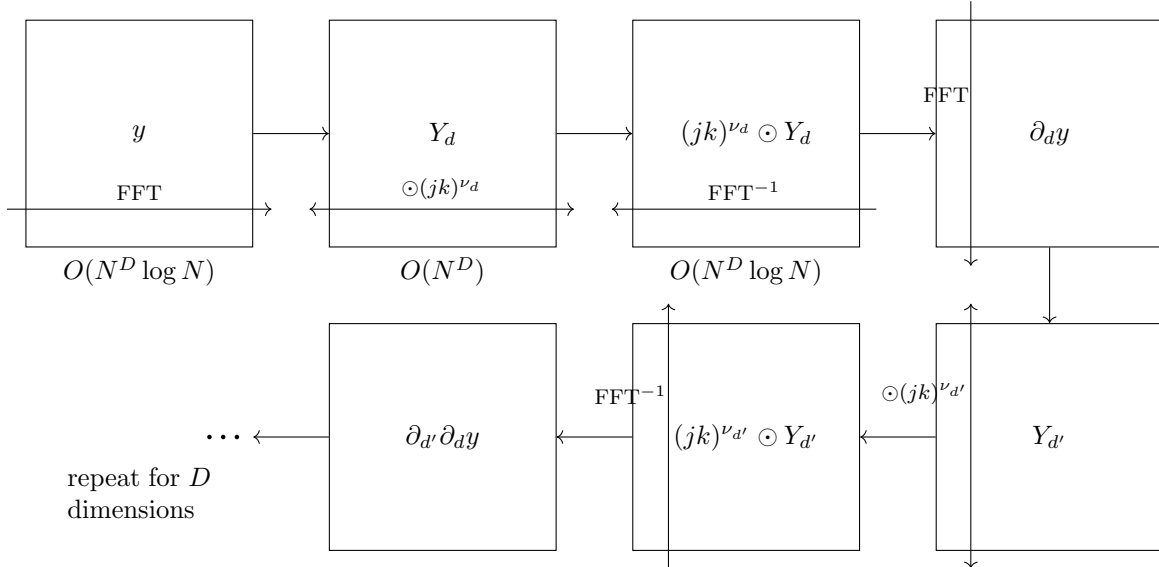 y
Y_d
(jk)^{ν_d} ⊙ Y_d
FFT
∂_d y
FFT
⊙(jk)^{ν_d}
FFT^{−1}
O(N^D log N)
O(N^D)
O(N^D log N)
FFT^{−1}
⊙(jk)^{ν_{d′}}
···
∂_{d′}∂_d y
(jk)^{ν_{d′}} ⊙ Y_{d′}
Y_{d′}
repeat for D
dimensions